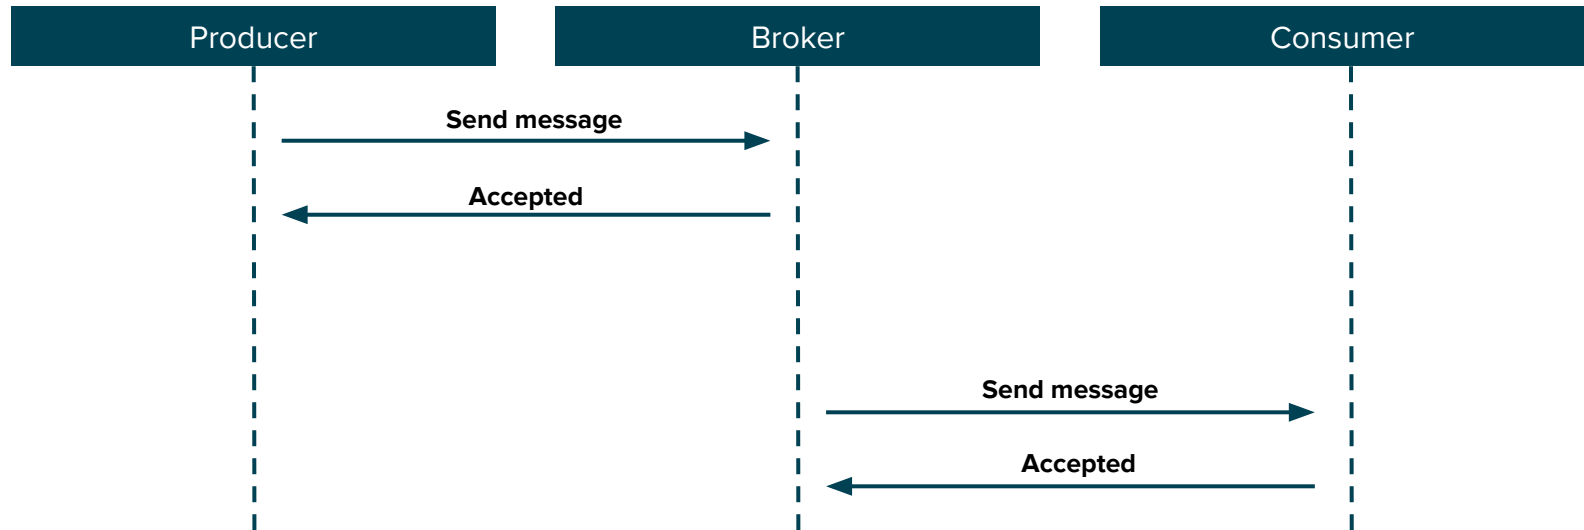 Producer
Broker
Consumer
Send message
Accepted
Send message
Accepted